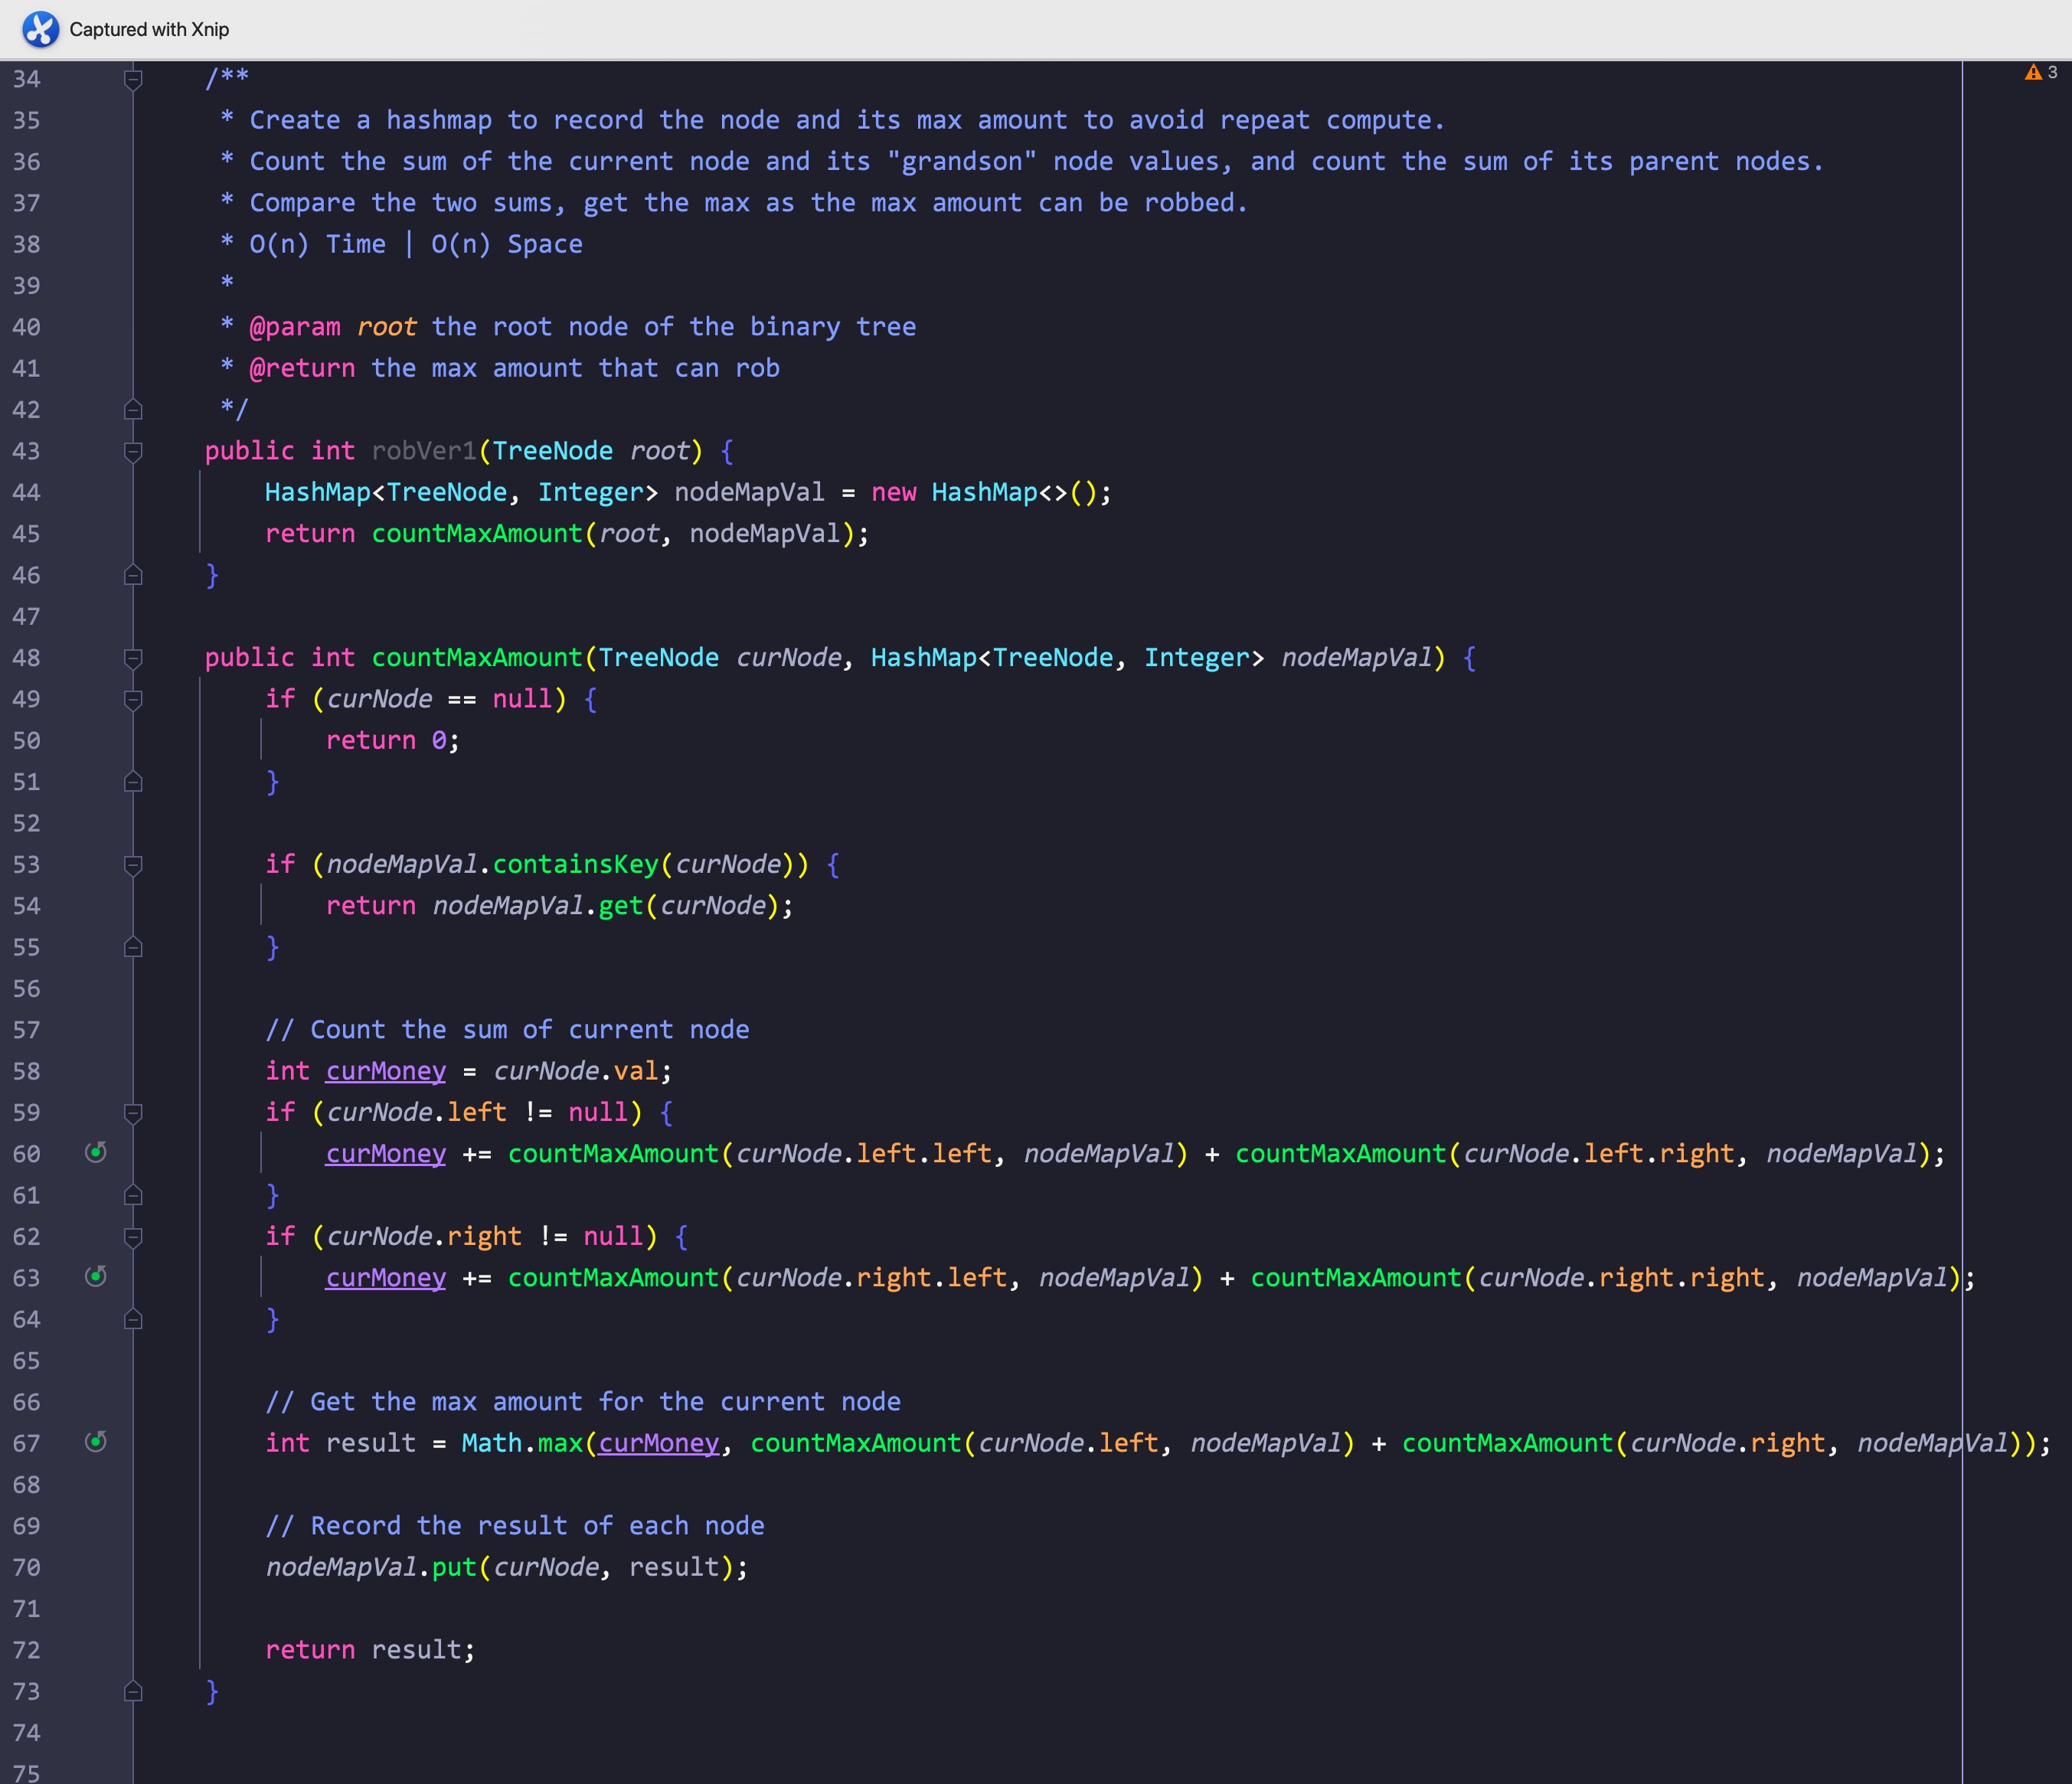 Captured with Xnip
3
34 /**
35 * Create a hashmap to record the node and its max amount to avoid repeat compute.
36 * Count the sum of the current node and its "grandson" node values, and count the sum of its parent nodes.
37 * Compare the two sums, get the max as the max amount can be robbed.
38 * O(n) Time | O(n) Space
39 *
40 * @param root the root node of the binary tree
41 * @return the max amount that can rob
42 */
43 public int robVer1(TreeNode root) {
44 HashMap<TreeNode, Integer> nodeMapVal = new HashMap<>();
45 return countMaxAmount(root, nodeMapVal);
46 }
47
48 public int countMaxAmount(TreeNode curNode, HashMap<TreeNode, Integer> nodeMapVal) {
49 if (curNode == null) {
50 return 0;
51 }
52
53 if (nodeMapVal.containsKey(curNode)) {
54 return nodeMapVal.get(curNode);
55 }
56
57 // Count the sum of current node
58 int curMoney = curNode.val;
59 if (curNode.left != null) {
60 curMoney += countMaxAmount(curNode.left.left, nodeMapVal) + countMaxAmount(curNode.left.right, nodeMapVal);
61 }
62 if (curNode.right != null) {
63 curMoney += countMaxAmount(curNode.right.left, nodeMapVal) + countMaxAmount(curNode.right.right, nodeMapVal);
64 }
65
66 // Get the max amount for the current node
67 int result = Math.max(curMoney, countMaxAmount(curNode.left, nodeMapVal) + countMaxAmount(curNode.right, nodeMapVal));
68
69 // Record the result of each node
70 nodeMapVal.put(curNode, result);
71
72 return result;
73 }
74
75